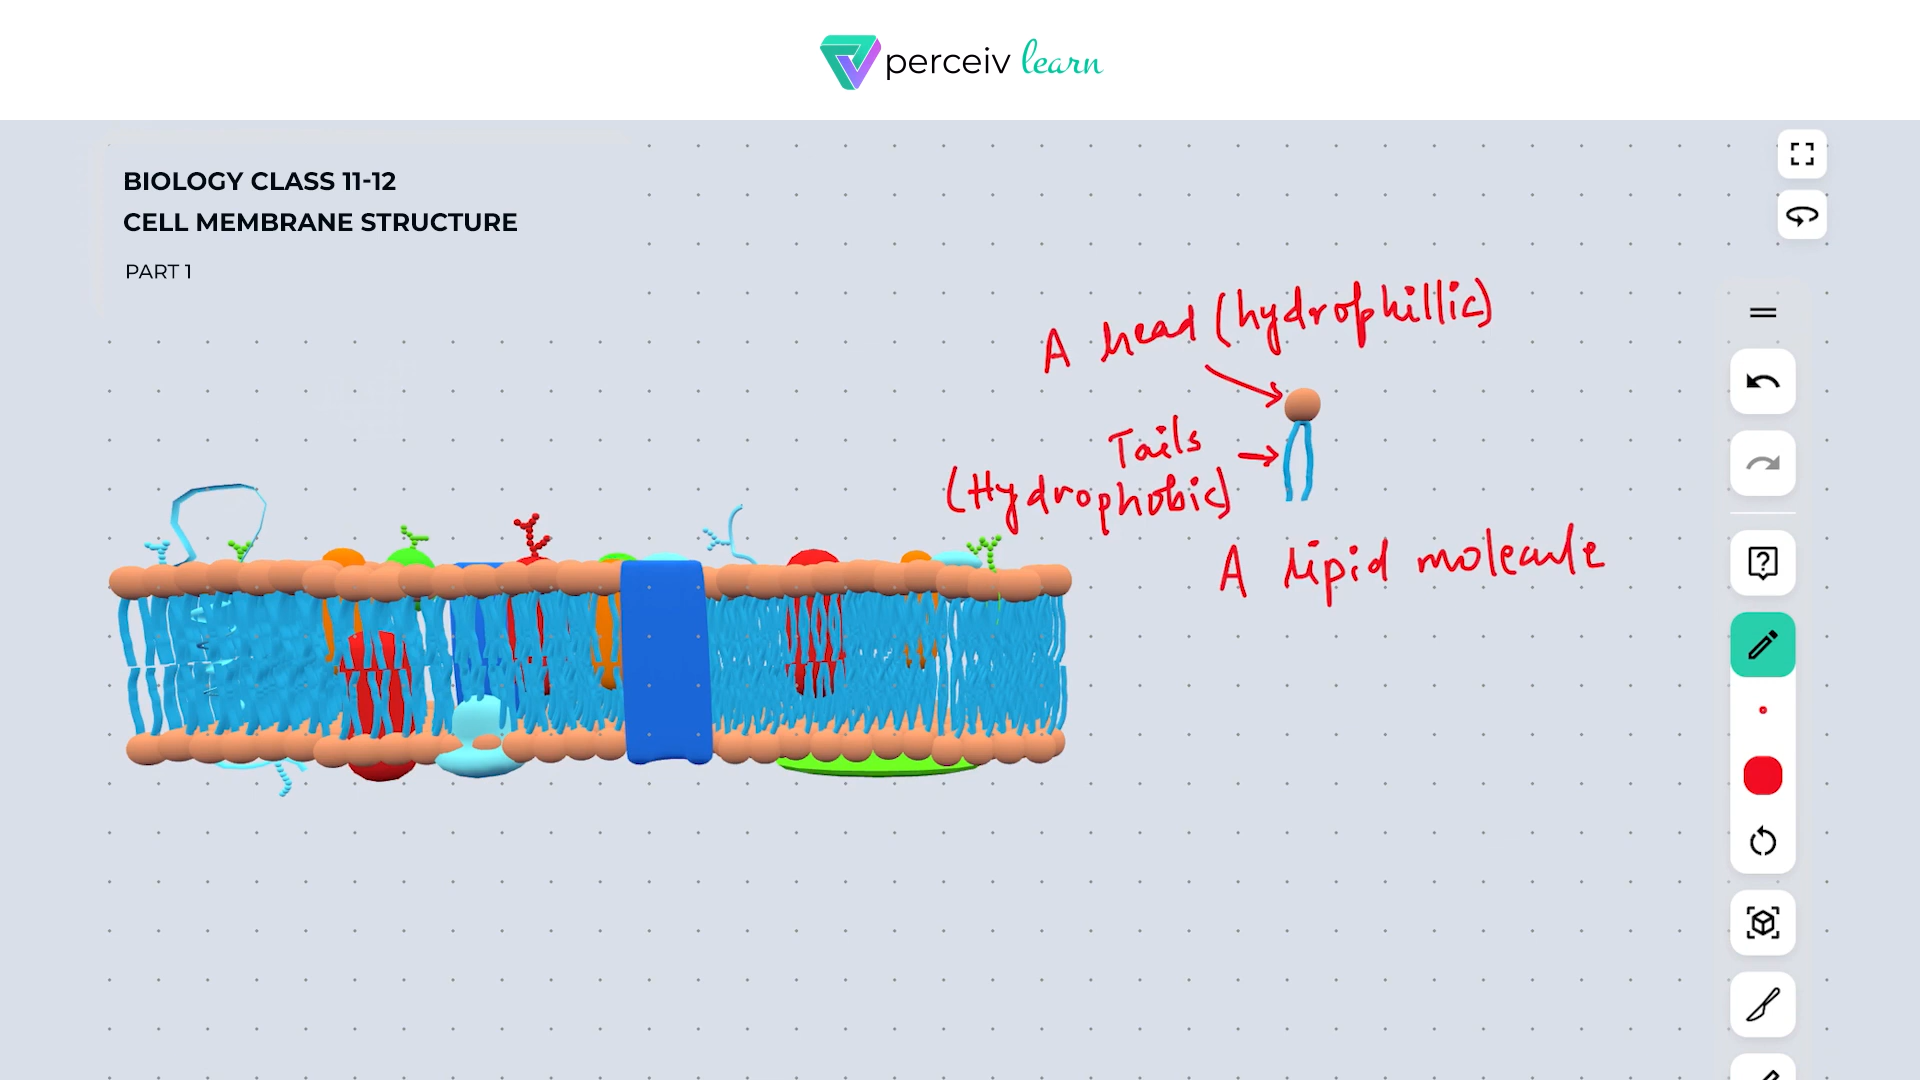 perceiv learn
BIOLOGY CLASS 11-12
CELL MEMBRANE STRUCTURE
PART 1
A head (hydrophillic)
Tails
(Hydrophobic)
A lipid molecule